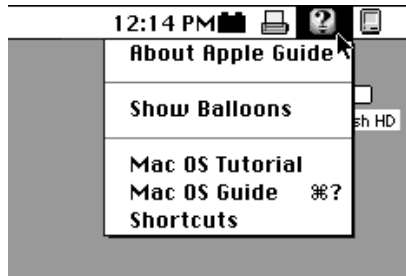 12:14 PM
About Apple Guide
Show Balloons
sh HD
Mac OS Tutorial
Mac OS Guide ⌘?
Shortcuts